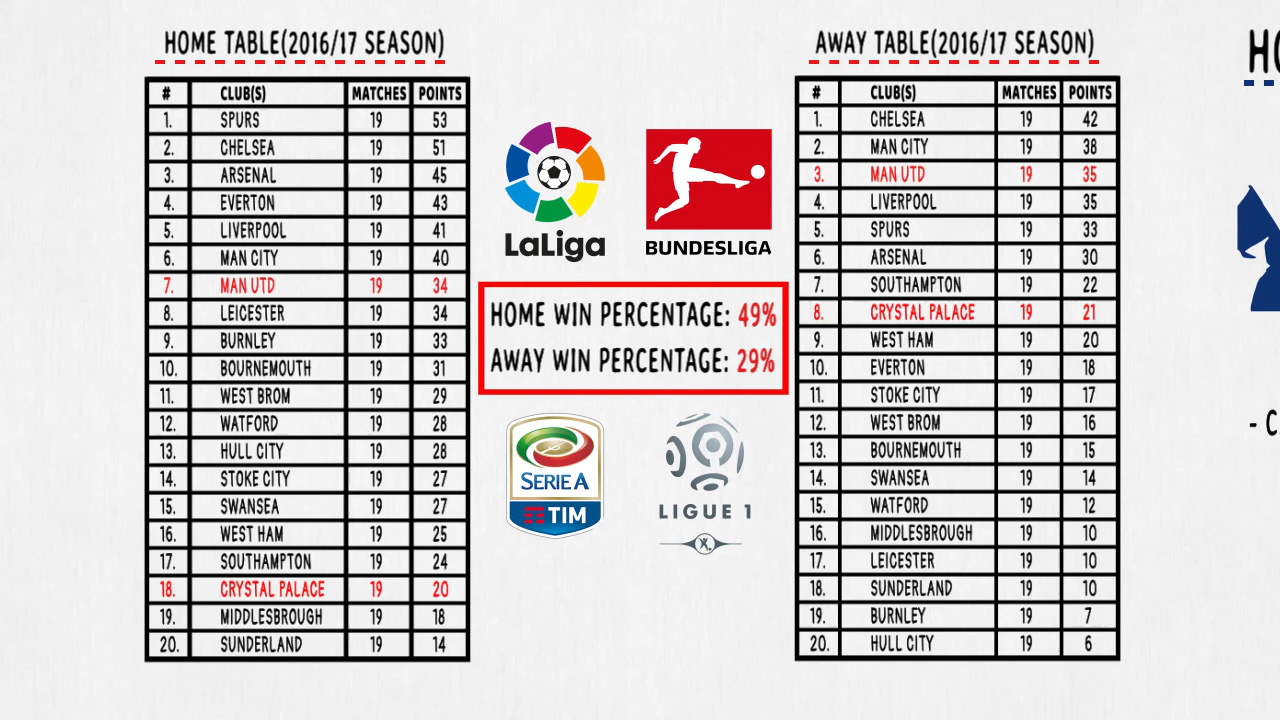 HOME TABLE(2016/17 SEASON)
# CLUB(S) MATCHES POINTS
1. SPURS 19 53
2. CHELSEA 19 51
3. ARSENAL 19 45
4. EVERTON 19 43
5. LIVERPOOL 19 41
6. MAN CITY 19 40
7. MAN UTD 19 34
8. LEICESTER 19 34
9. BURNLEY 19 33
10. BOURNEMOUTH 19 31
11. WEST BROM 19 29
12. WATFORD 19 28
13. HULL CITY 19 28
14. STOKE CITY 19 27
15. SWANSEA 19 27
16. WEST HAM 19 25
17. SOUTHAMPTON 19 24
18. CRYSTAL PALACE 19 20
19. MIDDLESBROUGH 19 18
20. SUNDERLAND 19 14
LaLiga
BUNDESLIGA
HOME WIN PERCENTAGE: 49%
AWAY WIN PERCENTAGE: 29%
SERIE A
TIM
LIGUE 1
AWAY TABLE(2016/17 SEASON)
# CLUB(S) MATCHES POINTS
1. CHELSEA 19 42
2. MAN CITY 19 38
3. MAN UTD 19 35
4. LIVERPOOL 19 35
5. SPURS 19 33
6. ARSENAL 19 30
7. SOUTHAMPTON 19 22
8. CRYSTAL PALACE 19 21
9. WEST HAM 19 20
10. EVERTON 19 18
11. STOKE CITY 19 17
12. WEST BROM 19 16
13. BOURNEMOUTH 19 15
14. SWANSEA 19 14
15. WATFORD 19 12
16. MIDDLESBROUGH 19 10
17. LEICESTER 19 10
18. SUNDERLAND 19 10
19. BURNLEY 19 7
20. HULL CITY 19 6